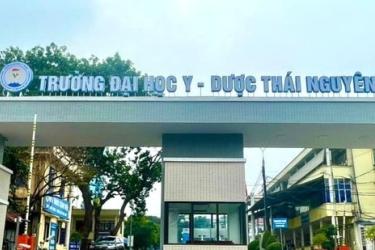 TRƯỜNG ĐẠI HỌC Y - DƯỢC THÁI NGUYÊN